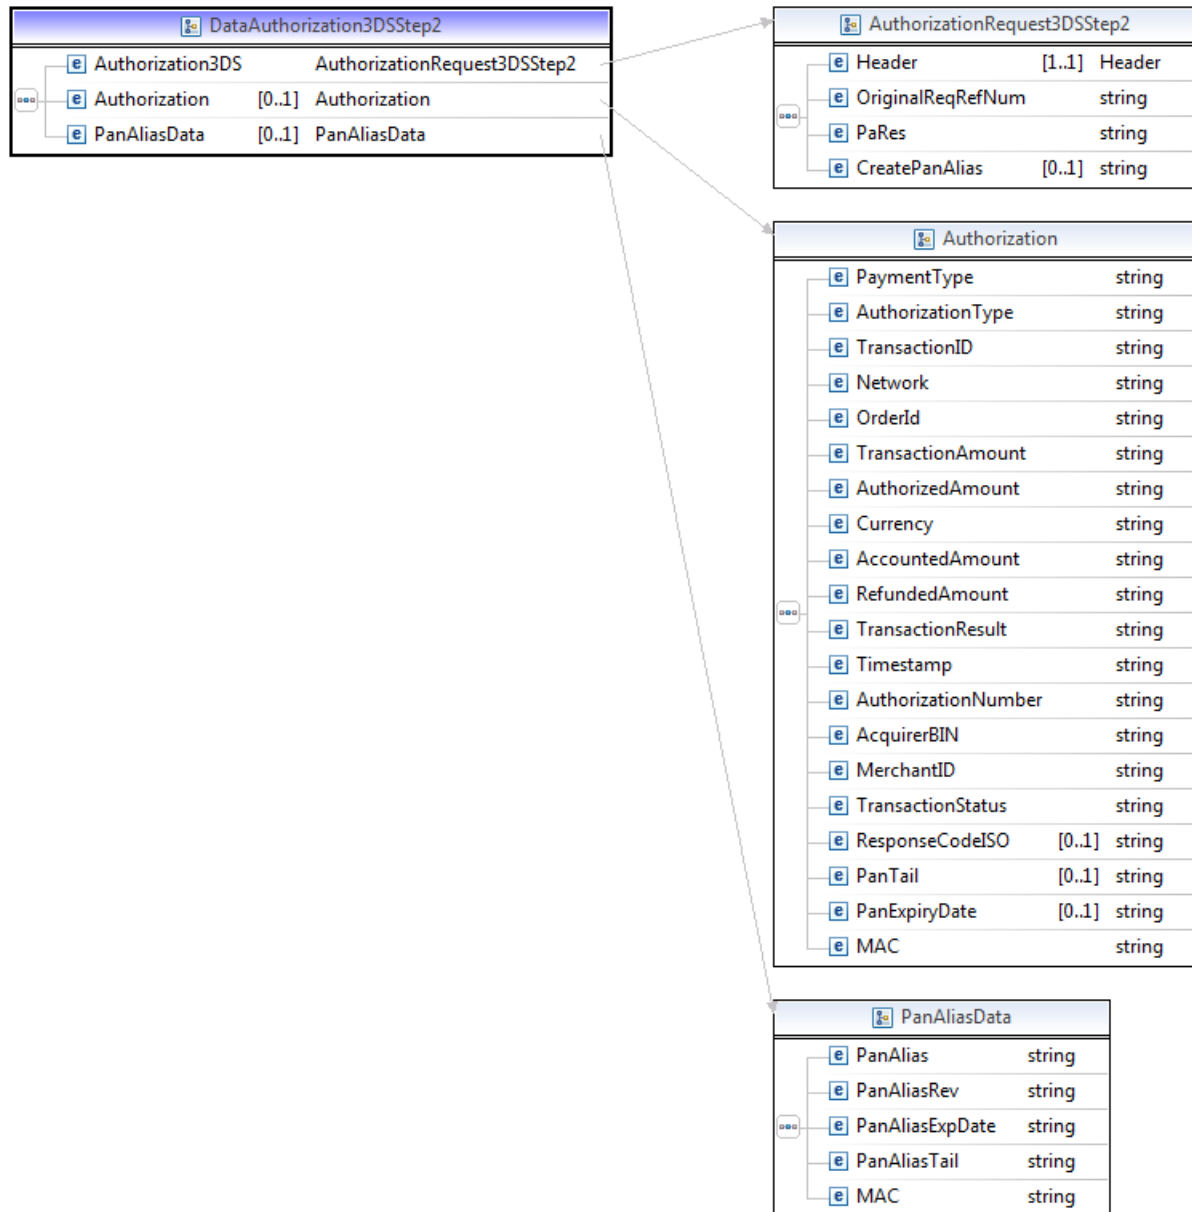 DataAuthorization3DSStep2
e Authorization3DS AuthorizationRequest3DSStep2
e Authorization [0..1] Authorization
e PanAliasData [0..1] PanAliasData
AuthorizationRequest3DSStep2
e Header [1..1] Header
e OriginalReqRefNum string
e PaRes string
e CreatePanAlias [0..1] string
Authorization
e PaymentType string
e AuthorizationType string
e TransactionID string
e Network string
e OrderId string
e TransactionAmount string
e AuthorizedAmount string
e Currency string
e AccountedAmount string
e RefundedAmount string
e TransactionResult string
e Timestamp string
e AuthorizationNumber string
e AcquirerBIN string
e MerchantID string
e TransactionStatus string
e ResponseCodeISO [0..1] string
e PanTail [0..1] string
e PanExpiryDate [0..1] string
e MAC string
PanAliasData
e PanAlias string
e PanAliasRev string
e PanAliasExpDate string
e PanAliasTail string
e MAC string